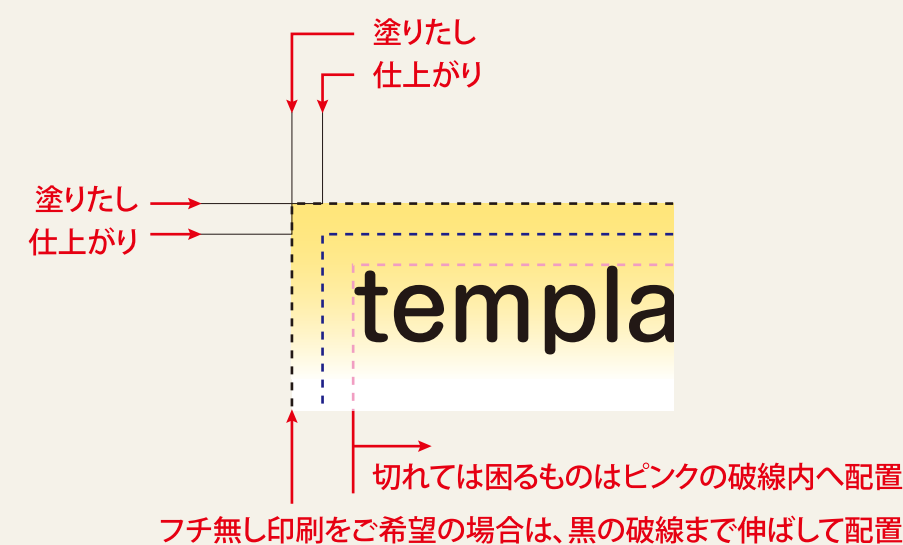 塗りたし
仕上がり
塗りたし
仕上がり
templa
切れては困るものはピンクの破線内へ配置
フチ無し印刷をご希望の場合は、黒の破線まで伸ばして配置